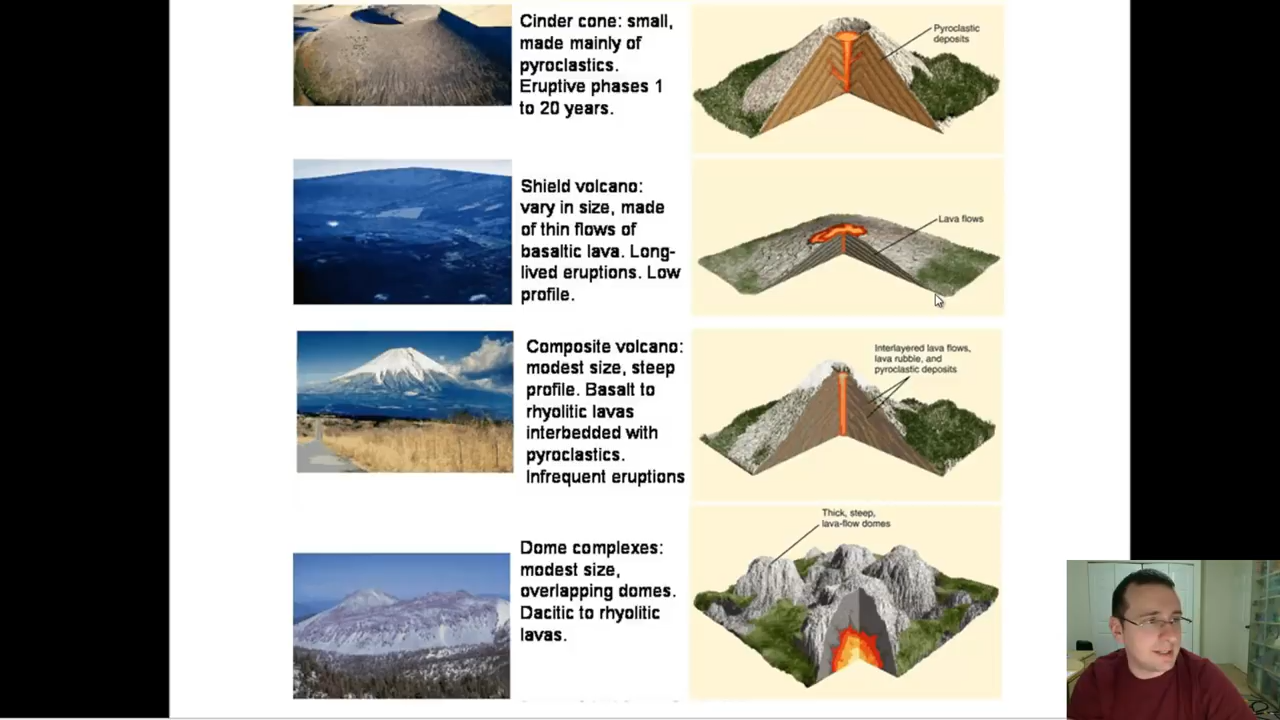 Cinder cone: small,
made mainly of
pyroclastics.
Eruptive phases 1
to 20 years.
Pyroclastic
deposits
Shield volcano:
vary in size, made
of thin flows of
basaltic lava. Long-
lived eruptions. Low
profile.
Lava flows
Composite volcano:
modest size, steep
profile. Basalt to
rhyolitic lavas
interbedded with
pyroclastics.
Infrequent eruptions
Interlayered lava flows,
lava rubble, and
pyroclastic deposits
Dome complexes:
modest size,
overlapping domes.
Dacitic to rhyolitic
lavas.
Thick, steep,
lava-flow domes